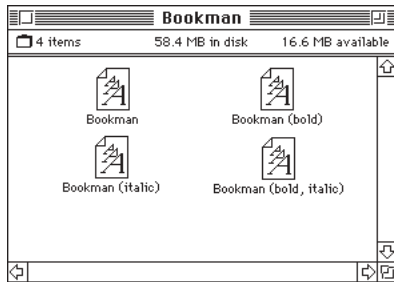 Bookman
4 items 58.4 MB in disk 16.6 MB available
Bookman Bookman (bold)
Bookman (italic) Bookman (bold, italic)